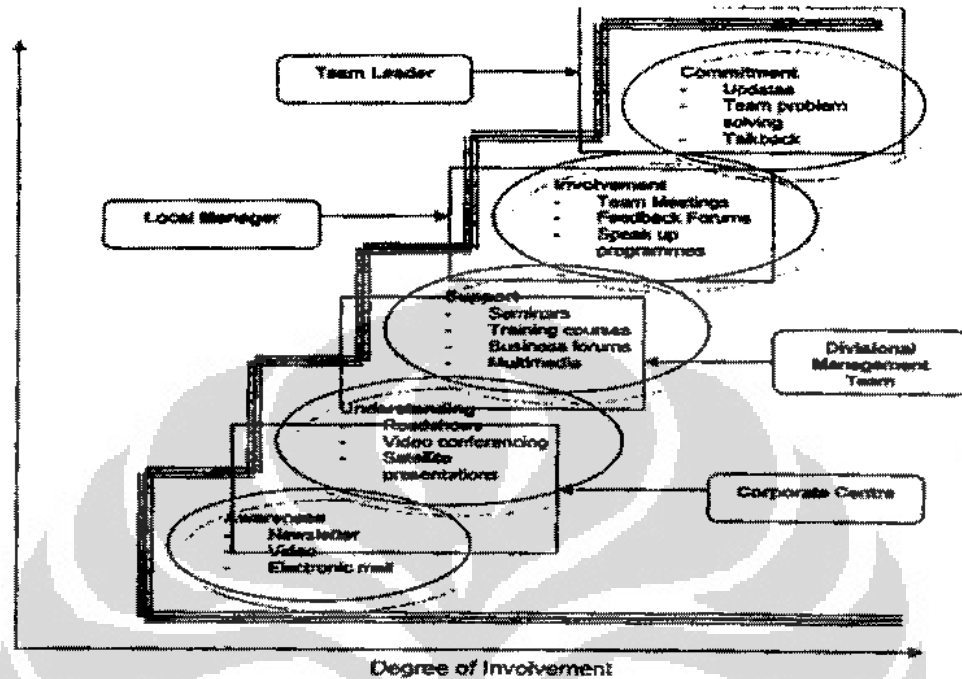 Team Leader
Commitment
- Updates
- Team problem
solving
- Talkback
Local Manager
Involvement
- Team Meetings
- Feedback Forums
- Speak up
programmes
Support
- Seminars
- Training courses
- Business forums
- Multimedia
Divisional
Management
Team
Understanding
- Roadshows
- Video conferencing
- Satellite
presentations
Corporate Centre
Awareness
- Newsletter
- Video
- Electronic mail
Degree of Involvement